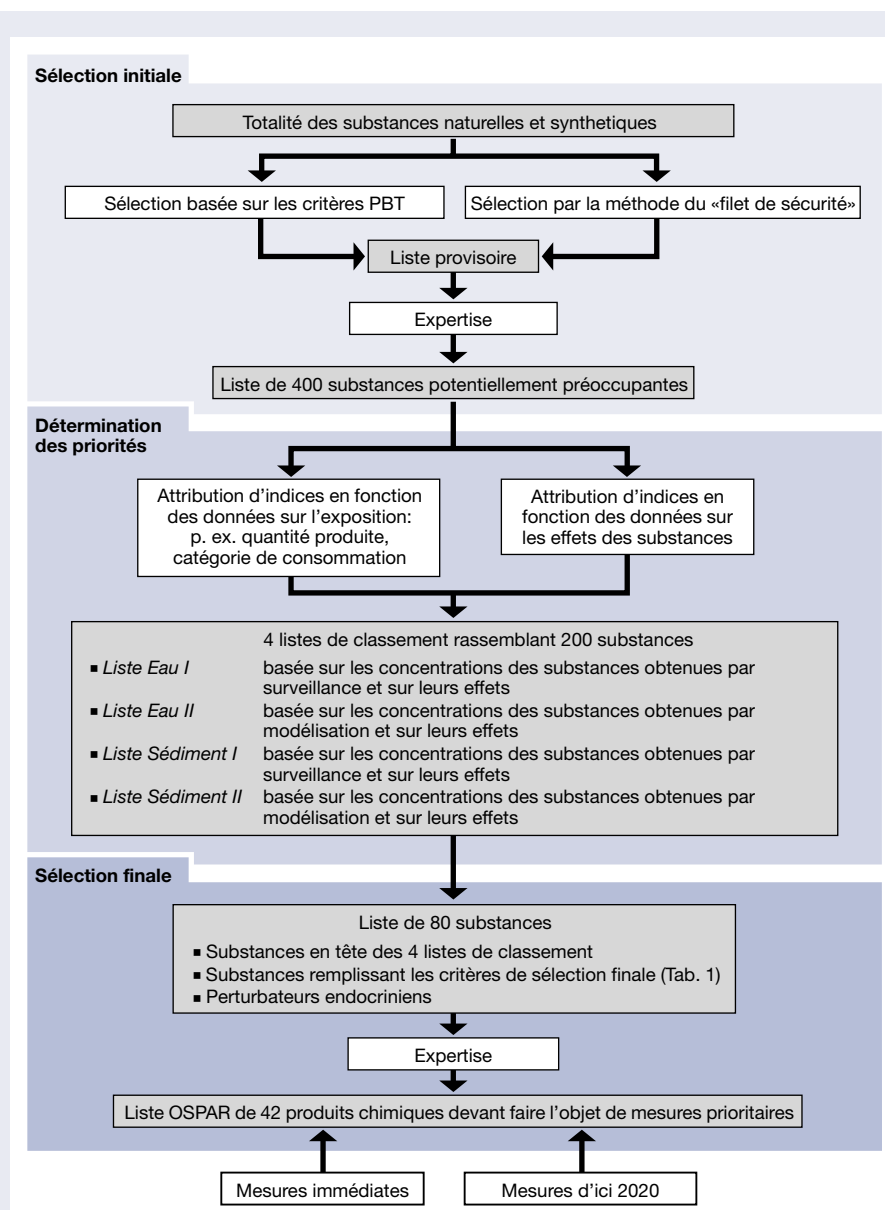 Sélection initiale
Totalité des substances naturelles et synthetiques
Sélection basée sur les critères PBT
Sélection par la méthode du «filet de sécurité»
Liste provisoire
Expertise
Liste de 400 substances potentiellement préoccupantes
Détermination
des priorités
Attribution d'indices en fonction
des données sur l'exposition:
p. ex. quantité produite,
catégorie de consommation
Attribution d'indices en
fonction des données sur
les effets des substances
4 listes de classement rassemblant 200 substances
▪ Liste Eau I basée sur les concentrations des substances obtenues par
surveillance et sur leurs effets
▪ Liste Eau II basée sur les concentrations des substances obtenues par
modélisation et sur leurs effets
▪ Liste Sédiment I basée sur les concentrations des substances obtenues par
surveillance et sur leurs effets
▪ Liste Sédiment II basée sur les concentrations des substances obtenues par
modélisation et sur leurs effets
Sélection finale
Liste de 80 substances
▪ Substances en tête des 4 listes de classement
▪ Substances remplissant les critères de sélection finale (Tab. 1)
▪ Perturbateurs endocriniens
Expertise
Liste OSPAR de 42 produits chimiques devant faire l'objet de mesures prioritaires
Mesures immédiates
Mesures d'ici 2020